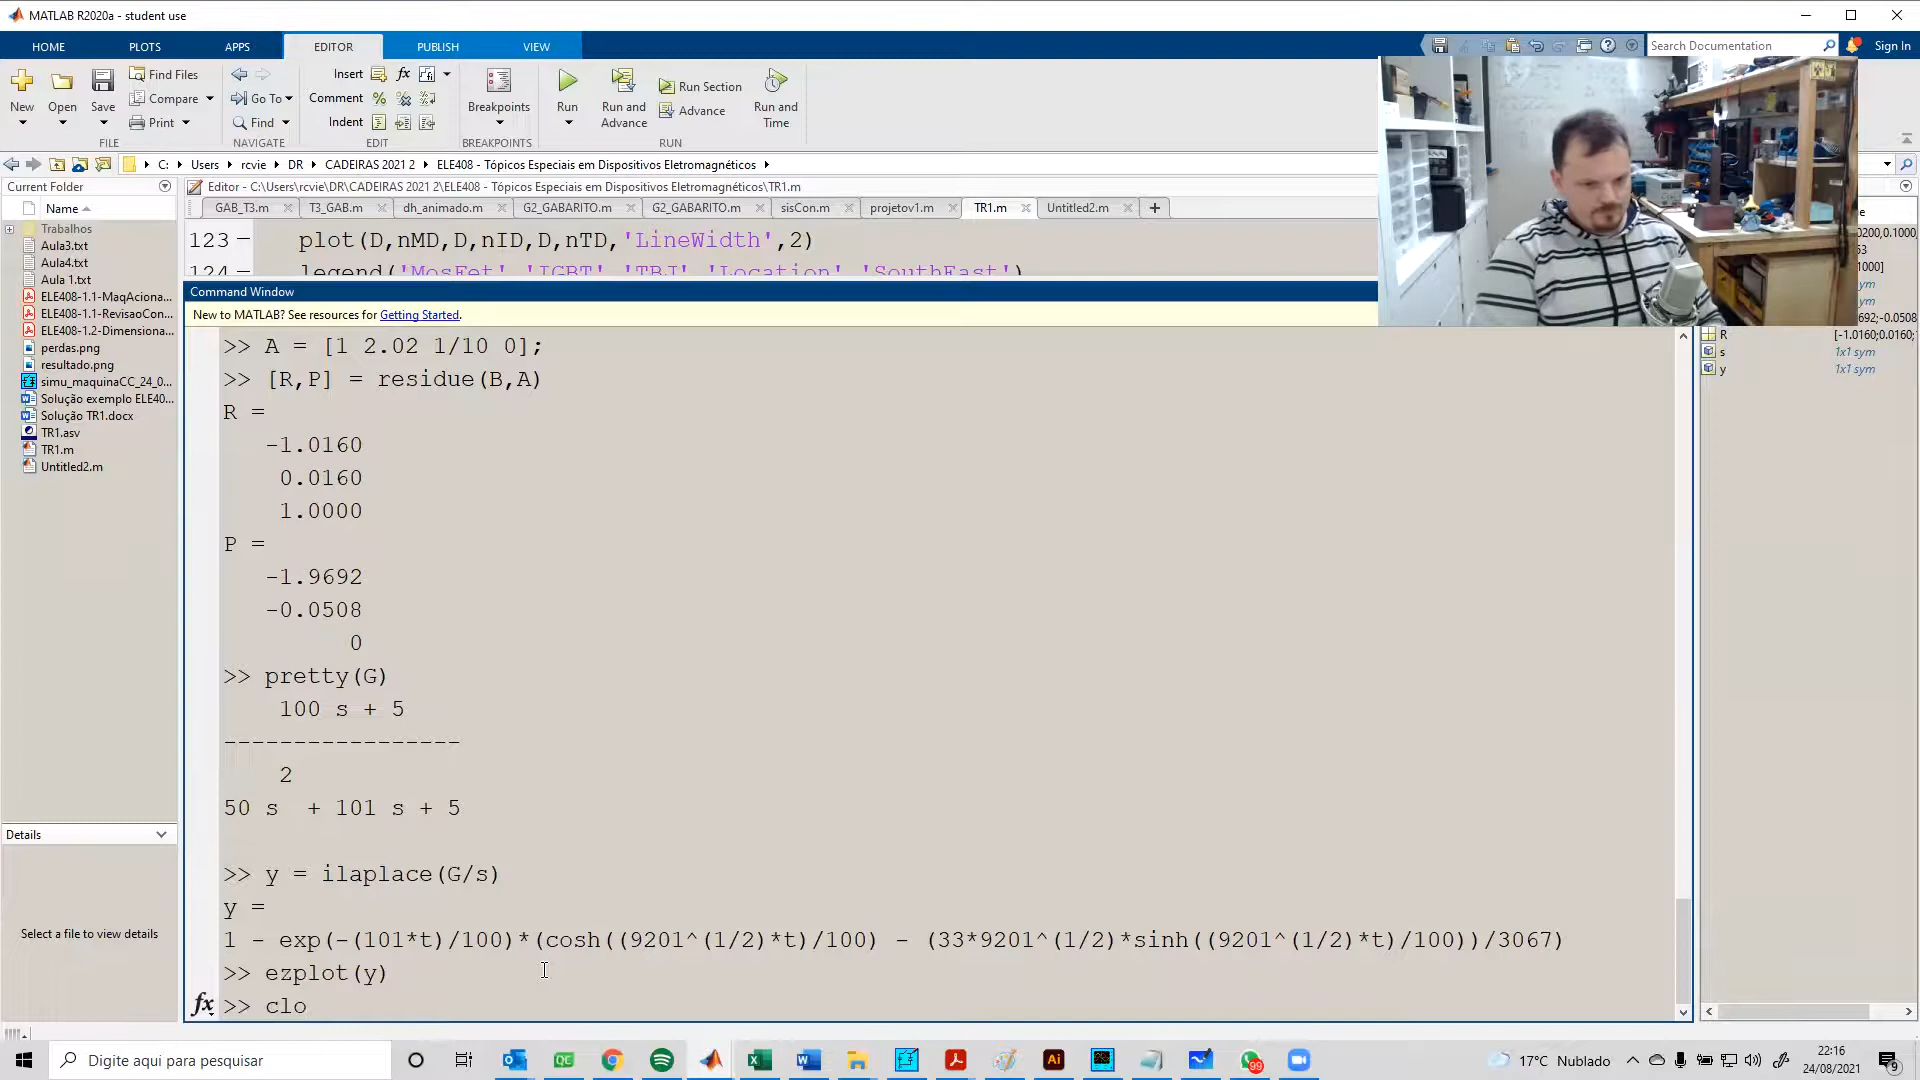 MATLAB R2020a - student use
HOME PLOTS APPS EDITOR PUBLISH VIEW
Search Documentation
Sign In
New Open Save
Find Files
Compare
Print
FILE
Go To
Find
NAVIGATE
Insert
Comment
Indent
EDIT
Breakpoints
BREAKPOINTS
Run
Run and Advance
Run Section
Advance
Run and Time
RUN
C: Users rcvie DR CADEIRAS 2021 2 ELE408 - Tópicos Especiais em Dispositivos Eletromagnéticos
Current Folder
Name
Trabalhos
Aula3.txt
Aula4.txt
Aula 1.txt
ELE408-1.1-MaqAciona...
ELE408-1.1-RevisaoCon...
ELE408-1.2-Dimensiona...
perdas.png
resultado.png
simu_maquinaCC_24_0...
Solução exemplo ELE40...
Solução TR1.docx
TR1.asv
TR1.m
Untitled2.m
Details
Select a file to view details
Editor - C:\Users\rcvie\DR\CADEIRAS 2021 2\ELE408 - Tópicos Especiais em Dispositivos Eletromagnéticos\TR1.m
GAB_T3.m T3_GAB.m dh_animado.m G2_GABARITO.m G2_GABARITO.m sisCon.m projetov1.m TR1.m Untitled2.m
123 - plot(D,nMD,D,nID,D,nTD,'LineWidth',2)
124 - legend('MosFet','IGBT','TBJ','Location','SouthEast')
Command Window
New to MATLAB? See resources for Getting Started.
>> A = [1 2.02 1/10 0];
>> [R,P] = residue(B,A)
R =
-1.0160
0.0160
1.0000
P =
-1.9692
-0.0508
0
>> pretty(G)
100 s + 5
-----------------
2
50 s + 101 s + 5
>> y = ilaplace(G/s)
y =
1 - exp(-(101*t)/100)*(cosh((9201^(1/2)*t)/100) - (33*9201^(1/2)*sinh((9201^(1/2)*t)/100))/3067)
>> ezplot(y)
fx >> clo
R [-1.0160;0.0160;
s 1x1 sym
y 1x1 sym
Digite aqui para pesquisar
17°C Nublado
22:16
24/08/2021